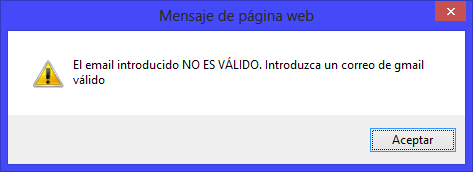 Mensaje de página web
El email introducido NO ES VÁLIDO. Introduzca un correo de gmail
válido
Aceptar